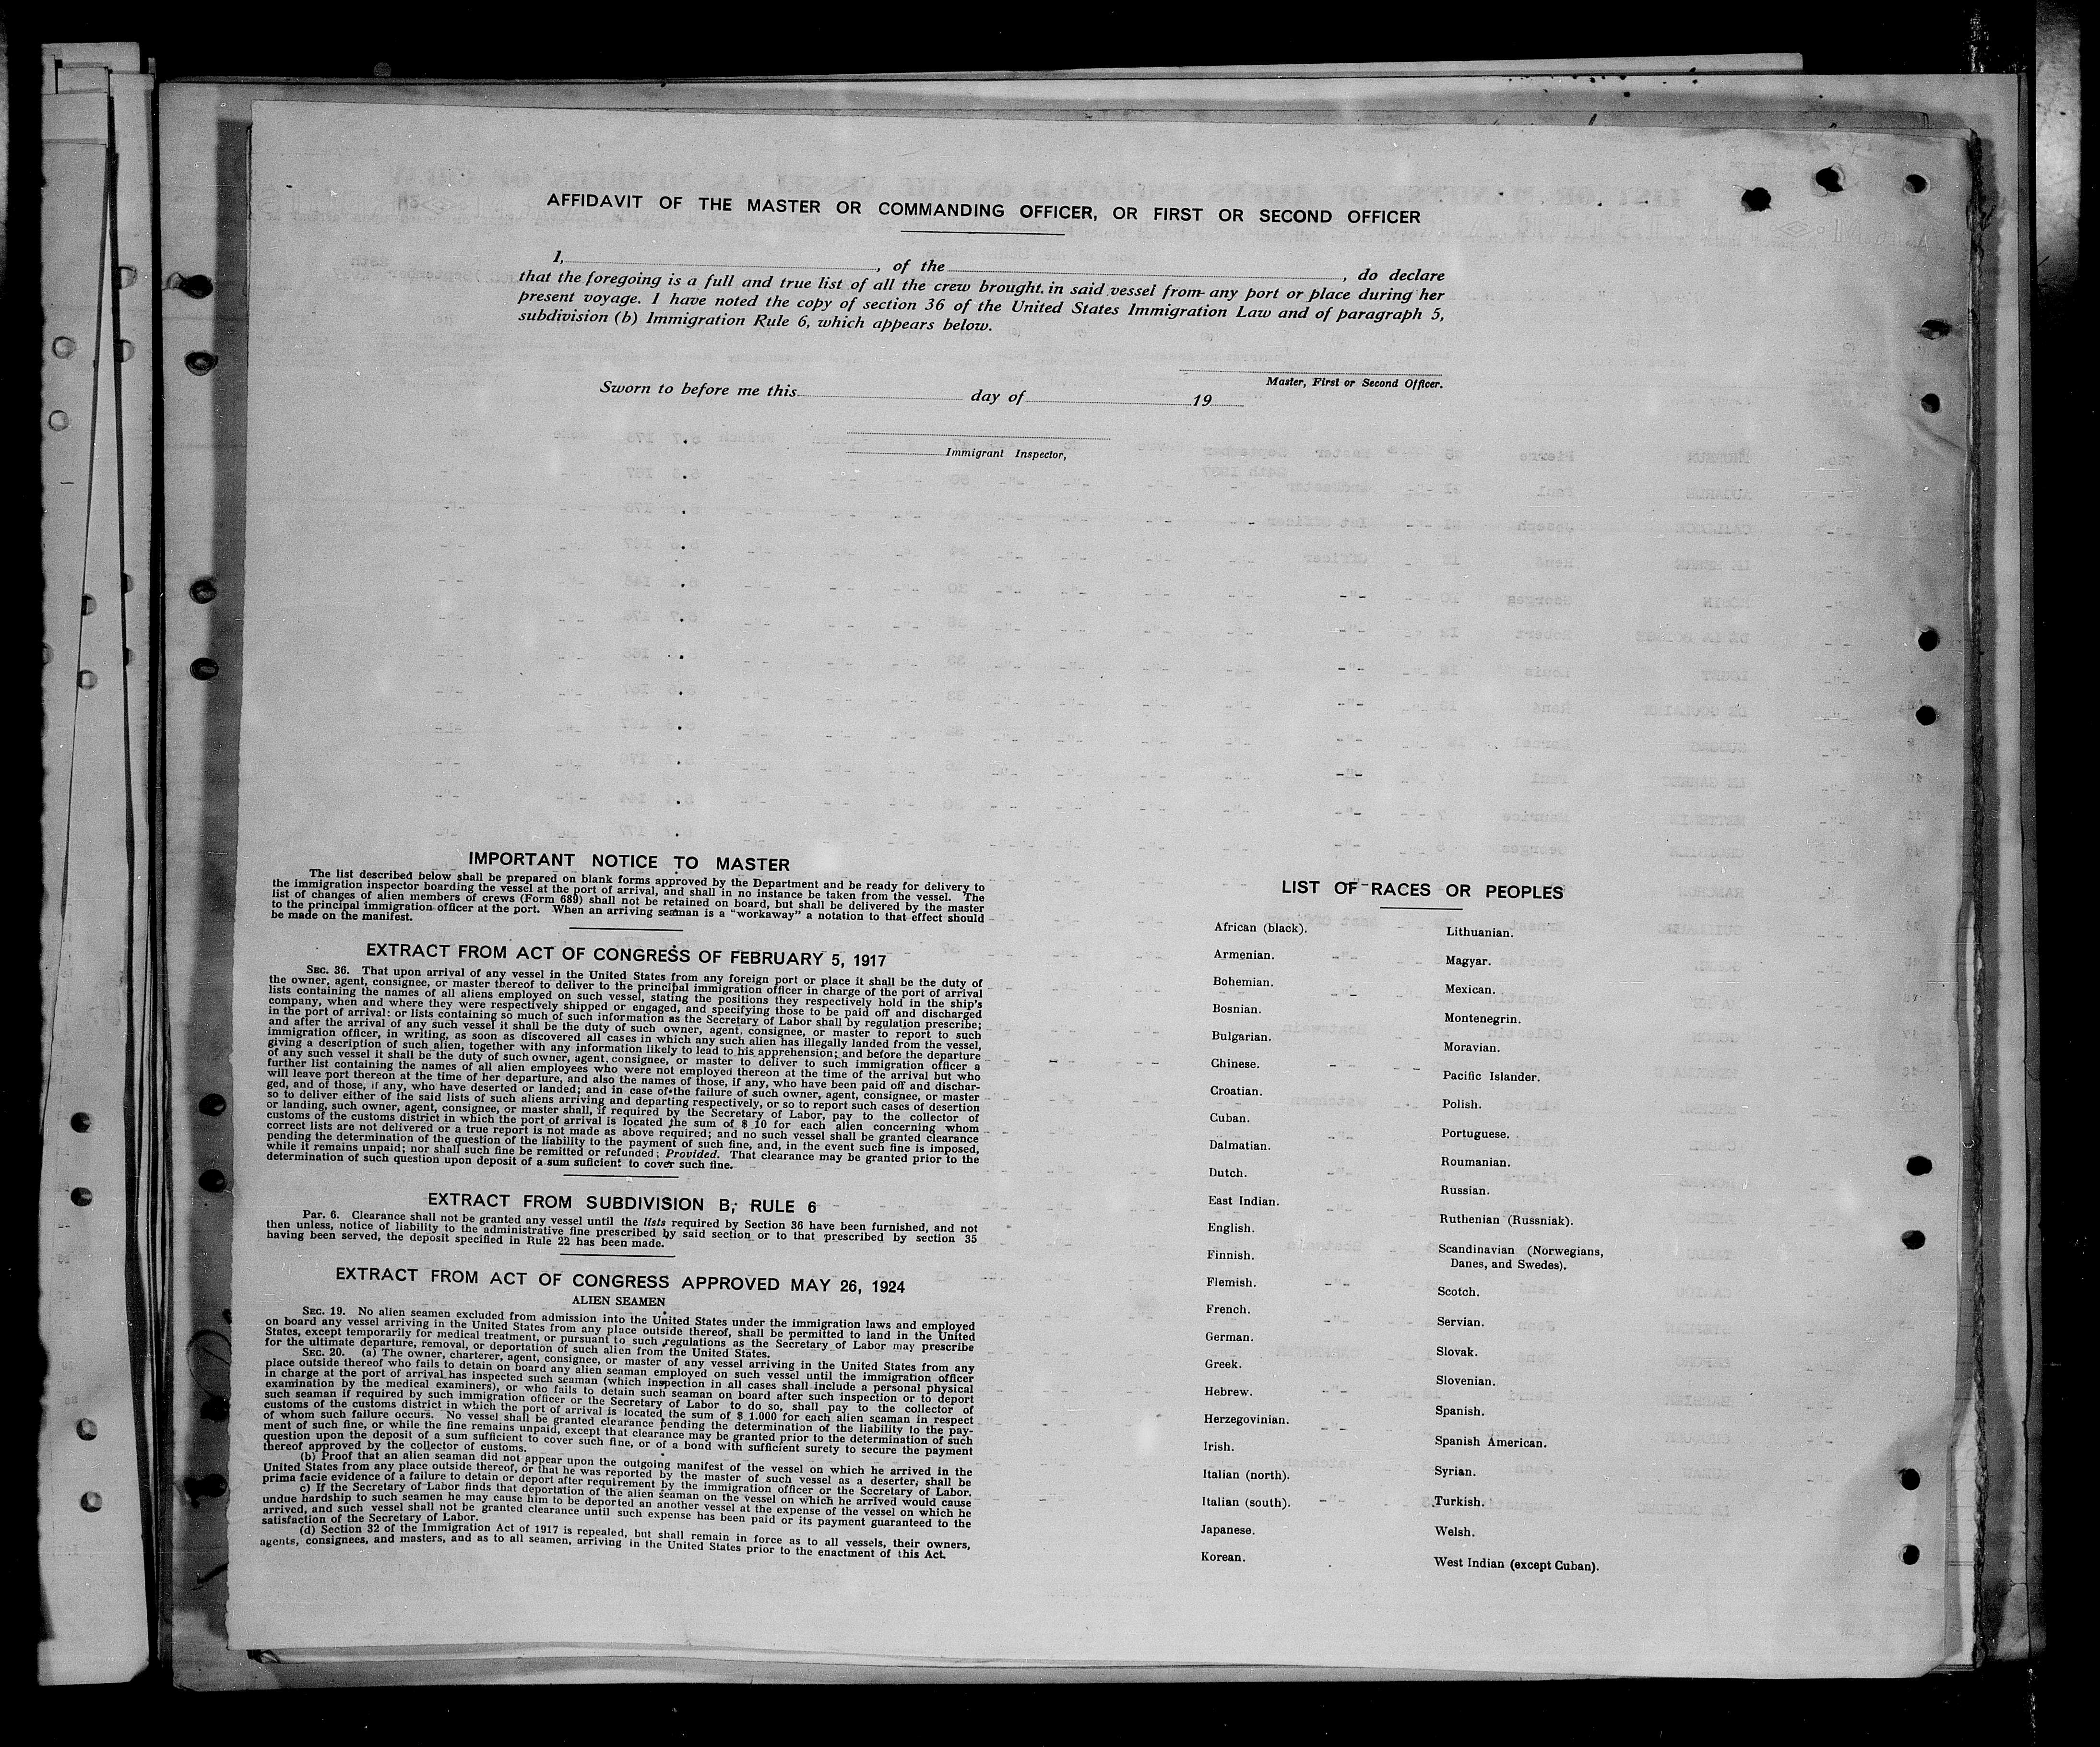 AFFIDAVIT OF THE MASTER OR COMMANDING OFFICER, OR FIRST OR SECOND OFFICER
I, , of the , do declare
that the foregoing is a full and true list of all the crew brought in said vessel from any port or place during her
present voyage. I have noted the copy of section 36 of the United States Immigration Law and of paragraph 5,
subdivision (b) Immigration Rule 6, which appears below.
Master, First or Second Officer.
Sworn to before me this day of 19
Immigrant Inspector,
IMPORTANT NOTICE TO MASTER
The list described below shall be prepared on blank forms approved by the Department and be ready for delivery to
the immigration inspector boarding the vessel at the port of arrival, and shall in no instance be taken from the vessel. The
list of changes of alien members of crews (Form 689) shall not be retained on board, but shall be delivered by the master
to the principal immigration officer at the port. When an arriving seaman is a "workaway" a notation to that effect should
be made on the manifest.
EXTRACT FROM ACT OF CONGRESS OF FEBRUARY 5, 1917
SEC. 36. That upon arrival of any vessel in the United States from any foreign port or place it shall be the duty of
the owner, agent, consignee, or master thereof to deliver to the principal immigration officer in charge of the port of arrival
lists containing the names of all aliens employed on such vessel, stating the positions they respectively hold in the ship's
company, when and where they were respectively shipped or engaged, and specifying those to be paid off and discharged
in the port of arrival: or lists containing so much of such information as the Secretary of Labor shall by regulation prescribe;
and after the arrival of any such vessel it shall be the duty of such owner, agent, consignee, or master to report to such
immigration officer, in writing, as soon as discovered all cases in which any such alien has illegally landed from the vessel,
giving a description of such alien, together with any information likely to lead to his apprehension; and before the departure
of any such vessel it shall be the duty of such owner, agent, consignee, or master to deliver to such immigration officer a
further list containing the names of all alien employees who were not employed thereon at the time of the arrival but who
will leave port thereon at the time of her departure, and also the names of those, if any, who have been paid off and dischar-
ged, and of those, if any, who have deserted or landed; and in case of the failure of such owner, agent, consignee, or master
so to deliver either of the said lists of such aliens arriving and departing respectively, or so to report such cases of desertion
or landing, such owner, agent, consignee, or master shall, if required by the Secretary of Labor, pay to the collector of
customs of the customs district in which the port of arrival is located the sum of $ 10 for each alien concerning whom
correct lists are not delivered or a true report is not made as above required; and no such vessel shall be granted clearance
pending the determination of the question of the liability to the payment of such fine, and, in the event such fine is imposed,
while it remains unpaid; nor shall such fine be remitted or refunded; Provided. That clearance may be granted prior to the
determination of such question upon deposit of a sum suficient to cover such fine.
EXTRACT FROM SUBDIVISION B, RULE 6
Par. 6. Clearance shall not be granted any vessel until the lists required by Section 36 have been furnished, and not
then unless, notice of liability to the administrative fine prescribed by said section or to that prescribed by section 35
having been served, the deposit specified in Rule 22 has been made.
EXTRACT FROM ACT OF CONGRESS APPROVED MAY 26, 1924
ALIEN SEAMEN
SEC. 19. No alien seamen excluded from admission into the United States under the immigration laws and employed
on board any vessel arriving in the United States from any place outside thereof, shall be permitted to land in the United
States, except temporarily for medical treatment, or pursuant to such regulations as the Secretary of Labor may prescribe
for the ultimate departure, removal, or deportation of such alien from the United States.
SEC. 20. (a) The owner, charterer, agent, consignee, or master of any vessel arriving in the United States from any
place outside thereof who fails to detain on board any alien seaman employed on such vessel until the immigration officer
in charge at the port of arrival has inspected such seaman (which inspection in all cases shall include a personal physical
examination by the medical examiners), or who fails to detain such seaman on board after such inspection or to deport
such seaman if required by such immigration officer or the Secretary of Labor to do so, shall pay to the collector of
customs of the customs district in which the port of arrival is located the sum of $ 1.000 for each alien seaman in respect
of whom such failure occurs. No vessel shall be granted clearance pending the determination of the liability to the pay-
ment of such fine, or while the fine remains unpaid, except that clearance may be granted prior to the determination of such
question upon the deposit of a sum sufficient to cover such fine, or of a bond with sufficient surety to secure the payment
thereof approved by the collector of customs.
(b) Proof that an alien seaman did not appear upon the outgoing manifest of the vessel on which he arrived in the
United States from any place outside thereof, or that he was reported by the master of such vessel as a deserter, shall be
prima facie evidence of a failure to detain or deport after requirement by the immigration officer or the Secretary of Labor.
c) If the Secretary of Labor finds that deportation of the alien seaman on the vessel on which he arrived would cause
undue hardship to such seamen he may cause him to be deported an another vessel at the expense of the vessel on which he
arrived, and such vessel shall not be granted clearance until such expense has been paid or its payment guaranteed to the
satisfaction of the Secretary of Labor.
(d) Section 32 of the Immigration Act of 1917 is repealed, but shall remain in force as to all vessels, their owners,
agents, consignees, and masters, and as to all seamen, arriving in the United States prior to the enactment of this Act.
LIST OF RACES OR PEOPLES
African (black).
Armenian.
Bohemian.
Bosnian.
Bulgarian.
Chinese.
Croatian.
Cuban.
Dalmatian.
Dutch.
East Indian.
English.
Finnish.
Flemish.
French.
German.
Greek.
Hebrew.
Herzegovinian.
Irish.
Italian (north).
Italian (south).
Japanese.
Korean.
Lithuanian.
Magyar.
Mexican.
Montenegrin.
Moravian.
Pacific Islander.
Polish.
Portuguese.
Roumanian.
Russian.
Ruthenian (Russniak).
Scandinavian (Norwegians,
Danes, and Swedes).
Scotch.
Servian.
Slovak.
Slovenian.
Spanish.
Spanish American.
Syrian.
Turkish.
Welsh.
West Indian (except Cuban).